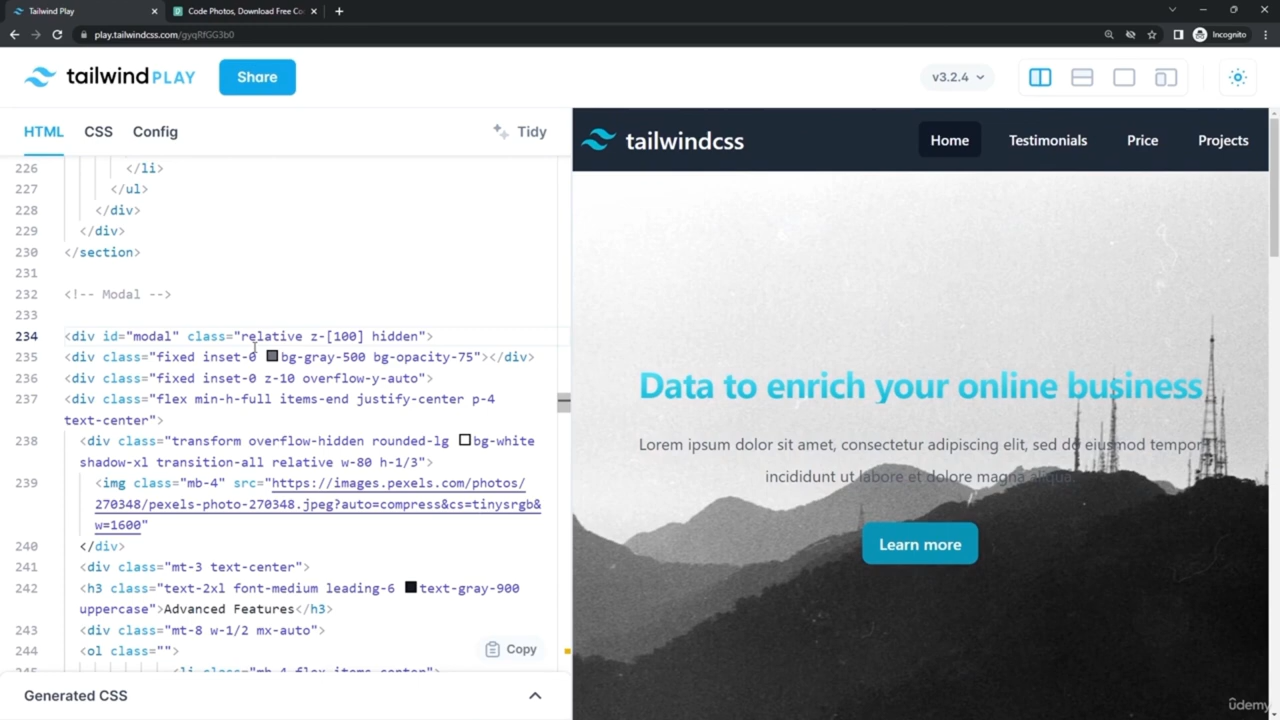 Tailwind Play
Code Photos, Download Free Co
play.tailwindcss.com/gyqRfGG3b0
Incognito
tailwind PLAY
Share
v3.2.4
HTML
CSS
Config
Tidy
226 </li>
227 </ul>
228 </div>
229 </div>
230 </section>
231
232 <!-- Modal -->
233
234 <div id="modal" class="relative z-[100] hidden">
235 <div class="fixed inset-0 bg-gray-500 bg-opacity-75"></div>
236 <div class="fixed inset-0 z-10 overflow-y-auto">
237 <div class="flex min-h-full items-end justify-center p-4
text-center">
238 <div class="transform overflow-hidden rounded-lg bg-white
shadow-xl transition-all relative w-80 h-1/3">
239 <img class="mb-4" src="https://images.pexels.com/photos/
270348/pexels-photo-270348.jpeg?auto=compress&cs=tinysrgb&
w=1600"
240 </div>
241 <div class="mt-3 text-center">
242 <h3 class="text-2xl font-medium leading-6 text-gray-900
uppercase">Advanced Features</h3>
243 <div class="mt-8 w-1/2 mx-auto">
244 <ol class="">
245 <li class="mb-4 flex items-center">
Copy
Generated CSS
tailwindcss
Home
Testimonials
Price
Projects
Data to enrich your online business
Lorem ipsum dolor sit amet, consectetur adipiscing elit, sed do eiusmod tempor
incididunt ut labore et dolore magna aliqua.
Learn more
ûdemy